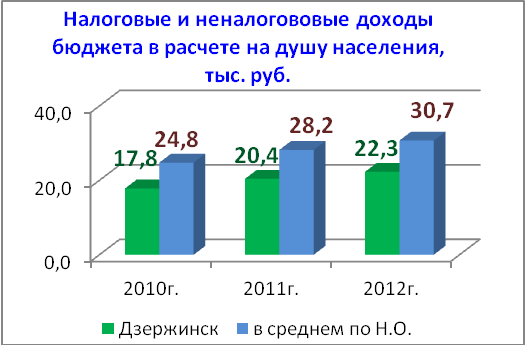 Налоговые и неналогововые доходы
бюджета в расчете на душу населения,
тыс. руб.
40,0
20,0
0,0
17,8
24,8
20,4
28,2
22,3
30,7
2010г.
2011г.
2012г.
Дзержинск
в среднем по Н.О.